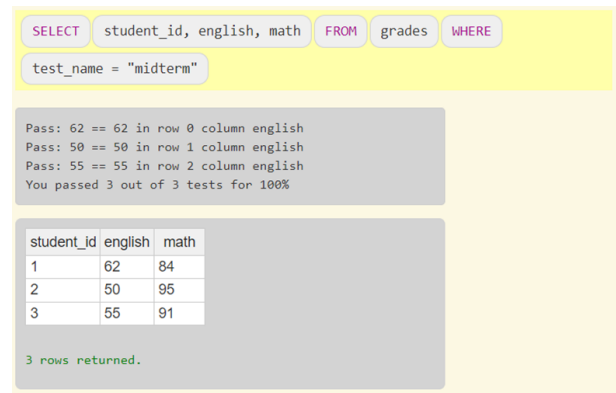 SELECT student_id, english, math FROM grades WHERE
test_name = "midterm"
Pass: 62 == 62 in row 0 column english
Pass: 50 == 50 in row 1 column english
Pass: 55 == 55 in row 2 column english
You passed 3 out of 3 tests for 100%
student_id english math
1 62 84
2 50 95
3 55 91
3 rows returned.